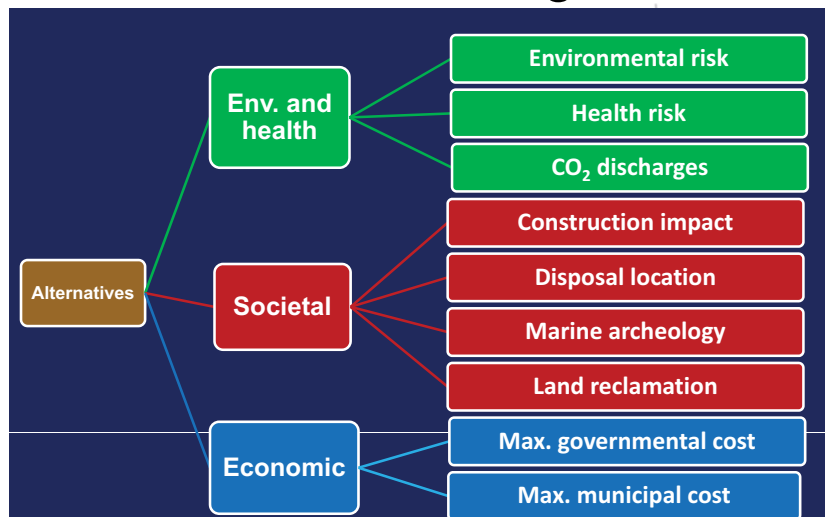 Environmental risk
Env. and
health
Health risk
CO₂ discharges
Construction impact
Alternatives
Disposal location
Societal
Marine archeology
Land reclamation
Max. governmental cost
Economic
Max. municipal cost